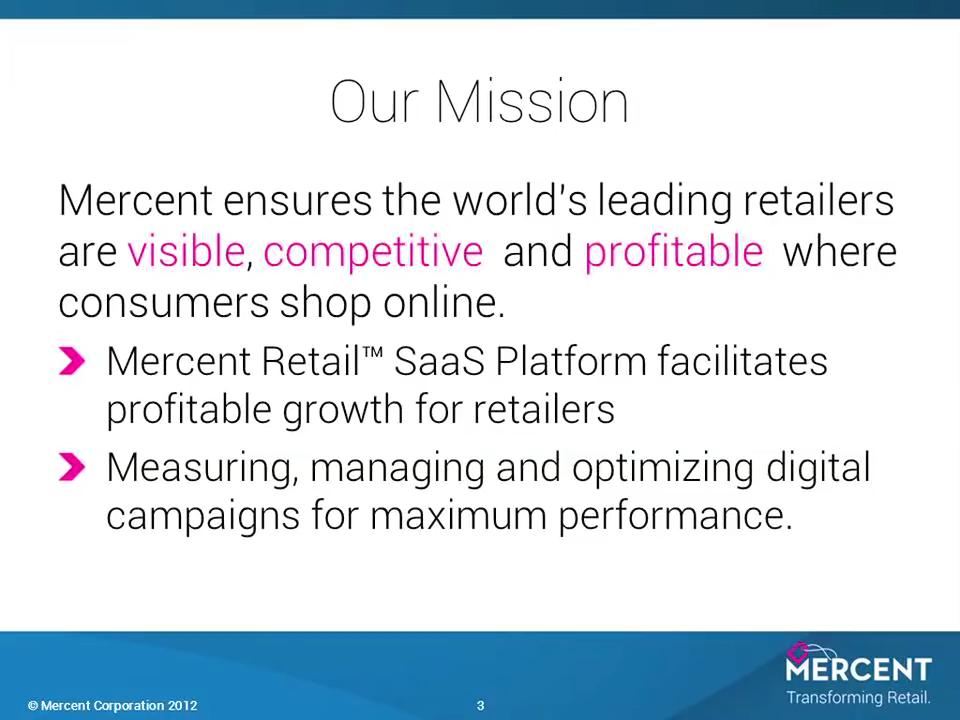 Our Mission
Mercent ensures the world's leading retailers
are visible, competitive and profitable where
consumers shop online.
Mercent Retail™ SaaS Platform facilitates
profitable growth for retailers
Measuring, managing and optimizing digital
campaigns for maximum performance.
MERCENT
Transforming Retail.
© Mercent Corporation 2012
3